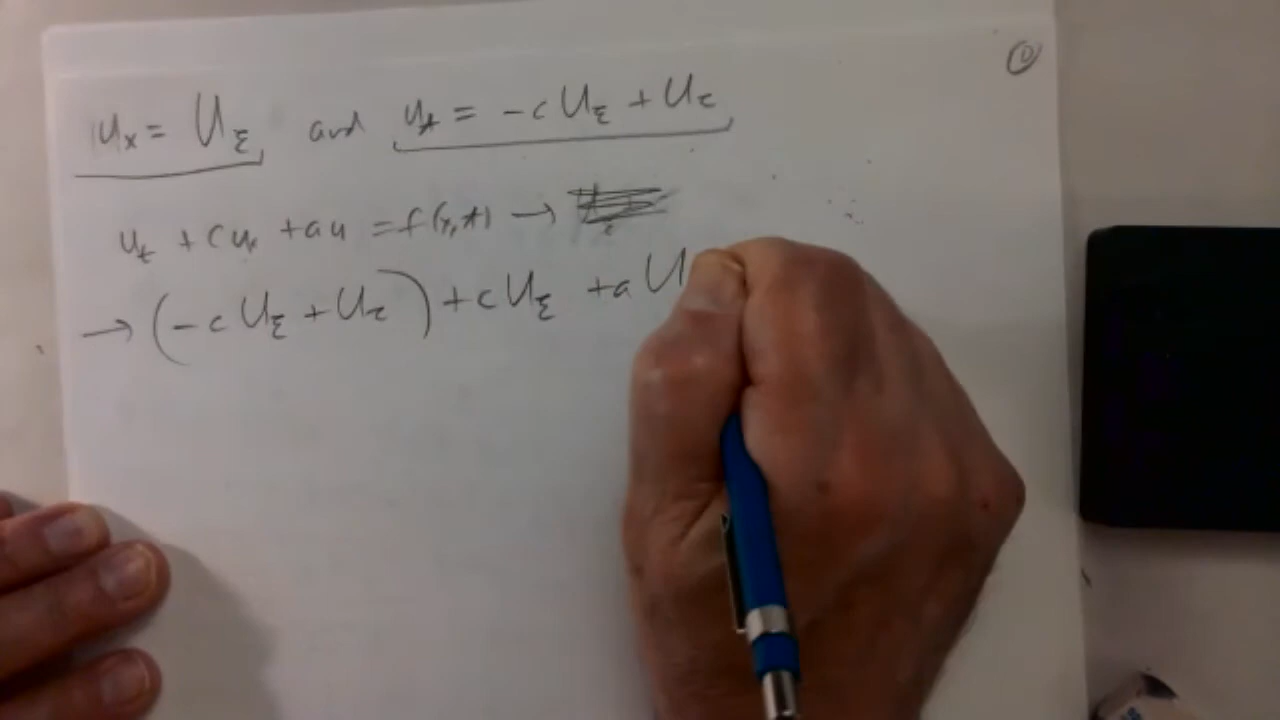 ①
u_x = U_ξ and u_t = -c U_ξ + U_τ
u_t + c u_x + a u = f(x,t) →
→ (-c U_ξ + U_τ) + c U_ξ + a U